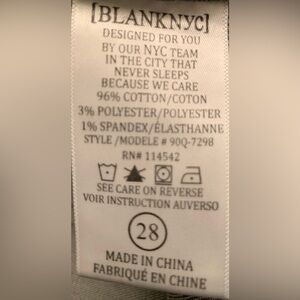 [BLANKNYC]
DESIGNED FOR YOU
BY OUR NYC TEAM
IN THE CITY THAT
NEVER SLEEPS
BECAUSE WE CARE
96% COTTON/COTON
3% POLYESTER/POLYESTER
1% SPANDEX/ÉLASTHANNE
STYLE /MODELE # 90Q-7298
RN# 114542
SEE CARE ON REVERSE
VOIR INSTRUCTION AUVERSO
28
MADE IN CHINA
FABRIQUÉ EN CHINE